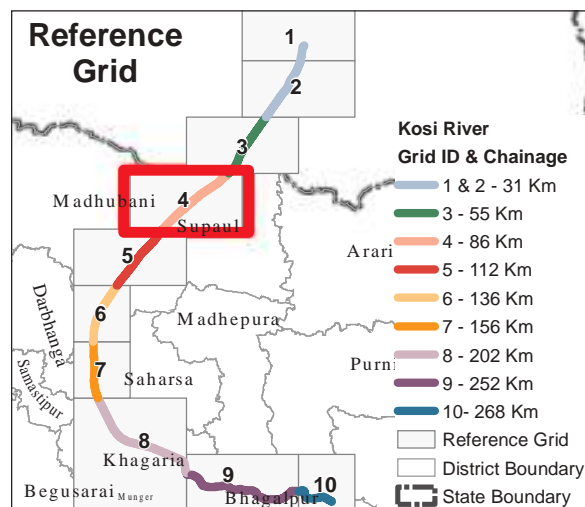 Reference
Grid
1
2
3
Madhubani
4
Supaul
5
6
Darbhanga
Madhepura
7
Samastipur
Saharsa
8
Khagaria
9
10
Begusarai
Munger
Bhagalpur
Arari
Purni
Kosi River
Grid ID & Chainage
1 & 2 - 31 Km
3 - 55 Km
4 - 86 Km
5 - 112 Km
6 - 136 Km
7 - 156 Km
8 - 202 Km
9 - 252 Km
10- 268 Km
Reference Grid
District Boundary
State Boundary